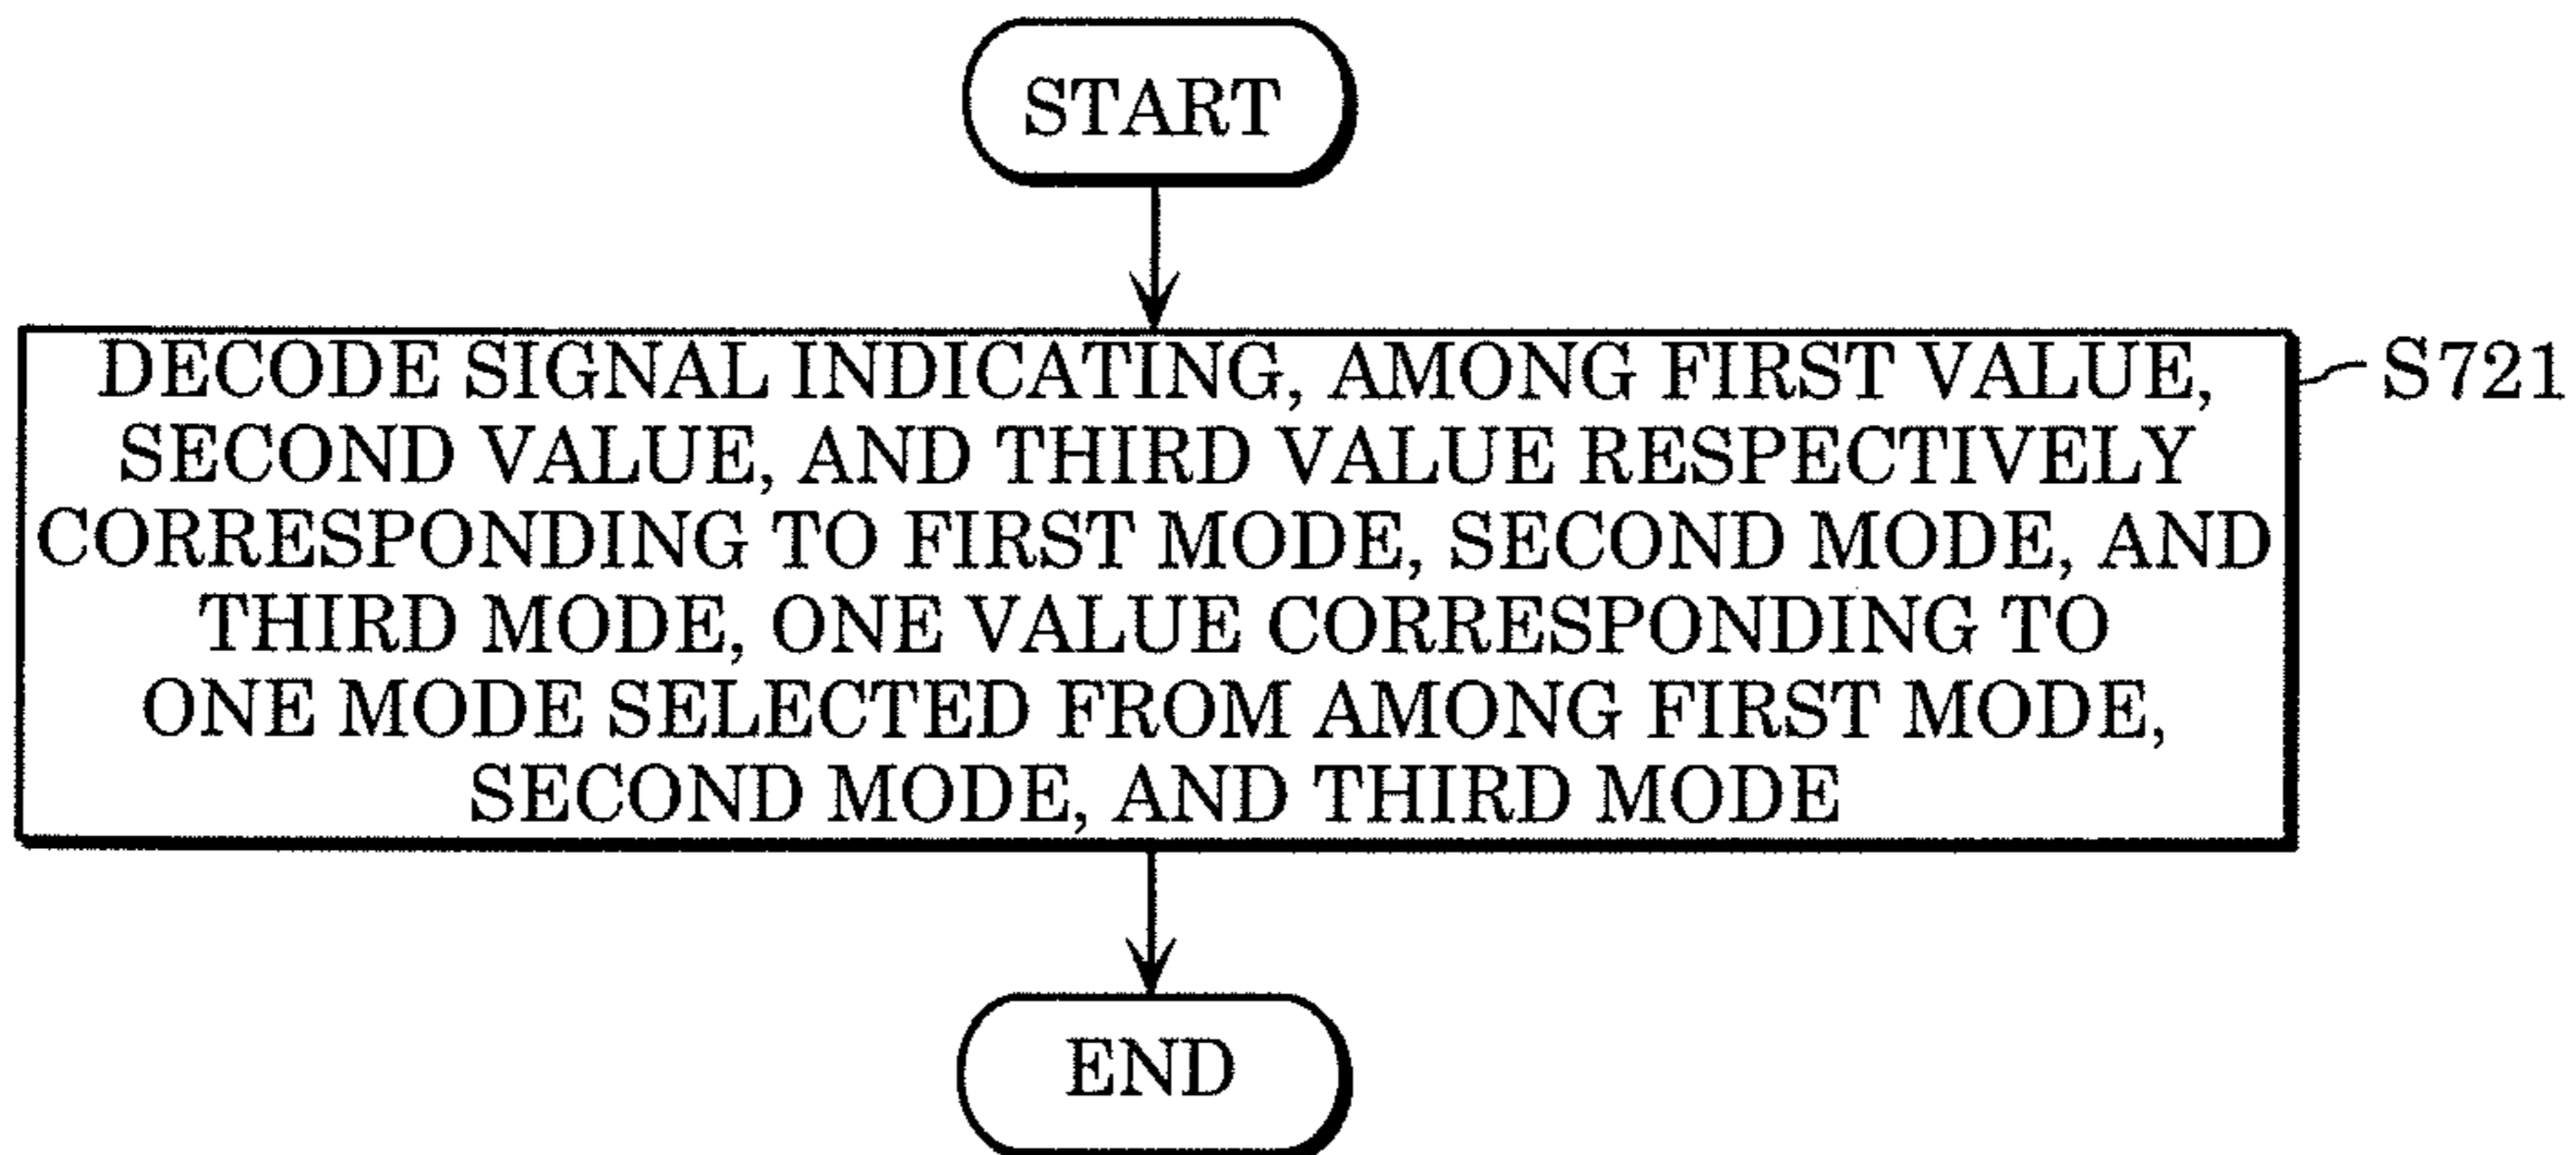 START
DECODE SIGNAL INDICATING, AMONG FIRST VALUE,
SECOND VALUE, AND THIRD VALUE RESPECTIVELY
CORRESPONDING TO FIRST MODE, SECOND MODE, AND
THIRD MODE, ONE VALUE CORRESPONDING TO
ONE MODE SELECTED FROM AMONG FIRST MODE,
SECOND MODE, AND THIRD MODE
S721
END